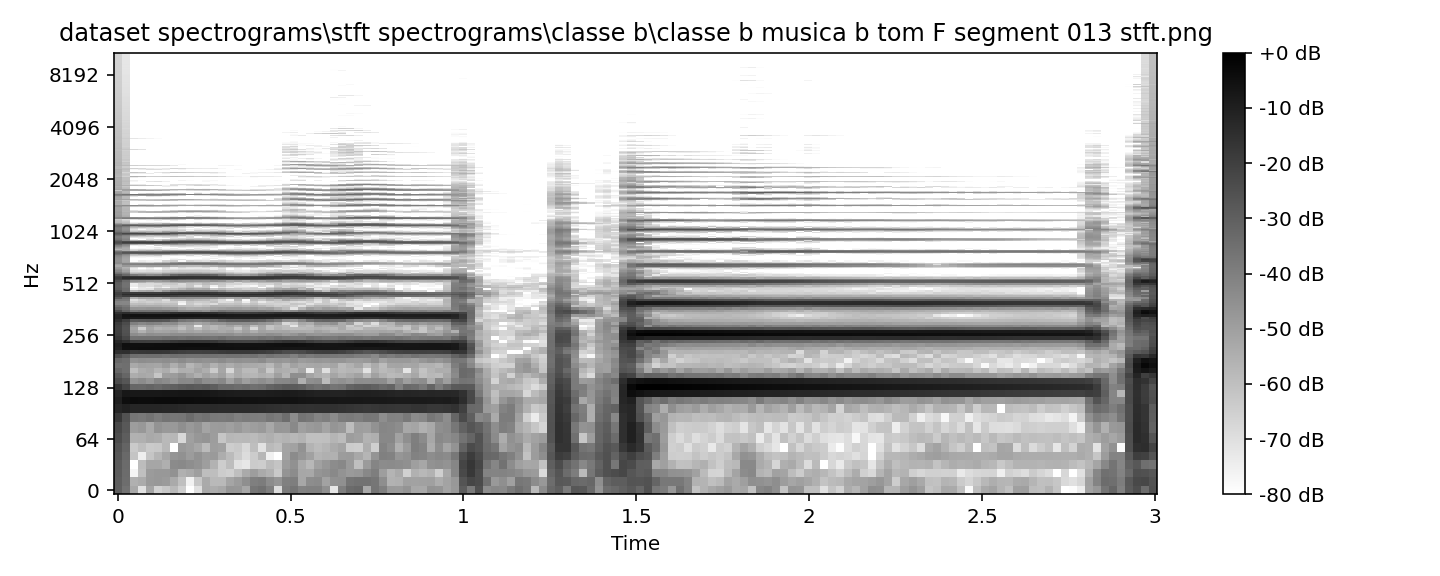 dataset spectrograms\stft spectrograms\classe b\classe b musica b tom F segment 013 stft.png
8192
4096
2048
1024
512
256
128
64
0
Hz
0
0.5
1
1.5
2
2.5
3
Time
+0 dB
-10 dB
-20 dB
-30 dB
-40 dB
-50 dB
-60 dB
-70 dB
-80 dB